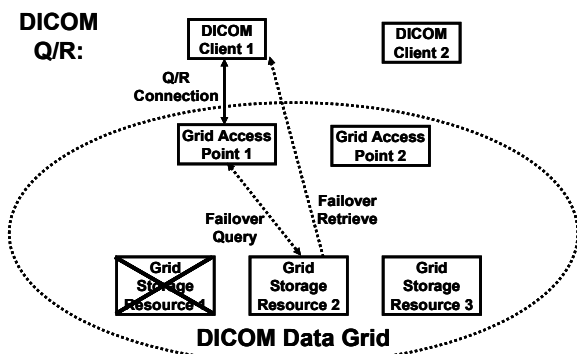 DICOM
Q/R:
DICOM
Client 1
DICOM
Client 2
Q/R
Connection
Grid Access
Point 1
Grid Access
Point 2
Failover
Query
Failover
Retrieve
Grid
Storage
Resource 1
Grid
Storage
Resource 2
Grid
Storage
Resource 3
DICOM Data Grid